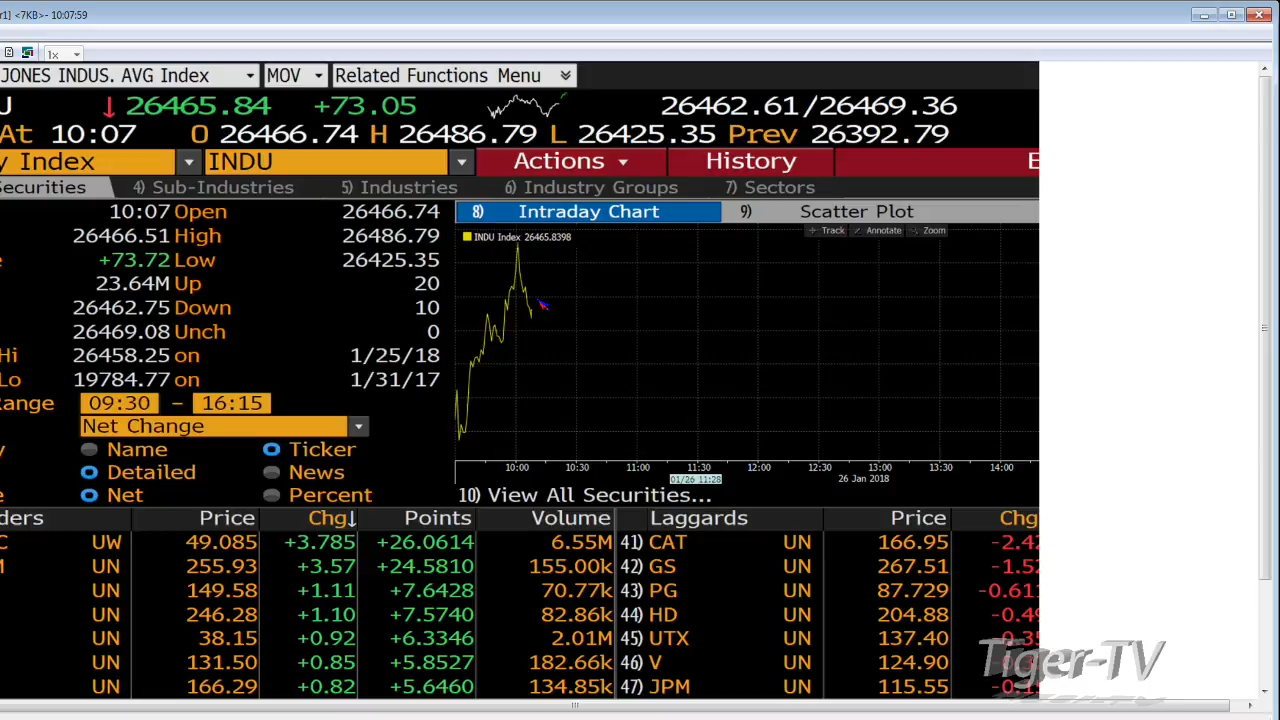 r1] <7KB> - 10:07:59
1x
JONES INDUS. AVG Index MOV Related Functions Menu
J 26465.84 +73.05 26462.61/26469.36
At 10:07 O 26466.74 H 26486.79 L 26425.35 Prev 26392.79
y Index INDU Actions History E
Securities 4) Sub-Industries 5) Industries 6) Industry Groups 7) Sectors
10:07 Open 26466.74 8) Intraday Chart 9) Scatter Plot
Track Annotate Zoom
26466.51 High 26486.79 INDU Index 26465.8398
e +73.72 Low 26425.35
23.64M Up 20
26462.75 Down 10
26469.08 Unch 0
Hi 26458.25 on 1/25/18
Lo 19784.77 on 1/31/17
Range 09:30 - 16:15
Net Change
y Name Ticker
Detailed News
e Net Percent
10:00 10:30 11:00 11:30 12:00 12:30 13:00 13:30 14:00
01/26 11:28 26 Jan 2018
10) View All Securities...
ders Price Chg↓ Points Volume Laggards Price Chg
C UW 49.085 +3.785 +26.0614 6.55M 41) CAT UN 166.95 -2.42
M UN 255.93 +3.57 +24.5810 155.00k 42) GS UN 267.51 -1.52
UN 149.58 +1.11 +7.6428 70.77k 43) PG UN 87.729 -0.611
UN 246.28 +1.10 +7.5740 82.86k 44) HD UN 204.88 -0.49
UN 38.15 +0.92 +6.3346 2.01M 45) UTX UN 137.40 -0.35
UN 131.50 +0.85 +5.8527 182.66k 46) V UN 124.90
UN 166.29 +0.82 +5.6460 134.85k 47) JPM UN 115.55
Tiger-TV